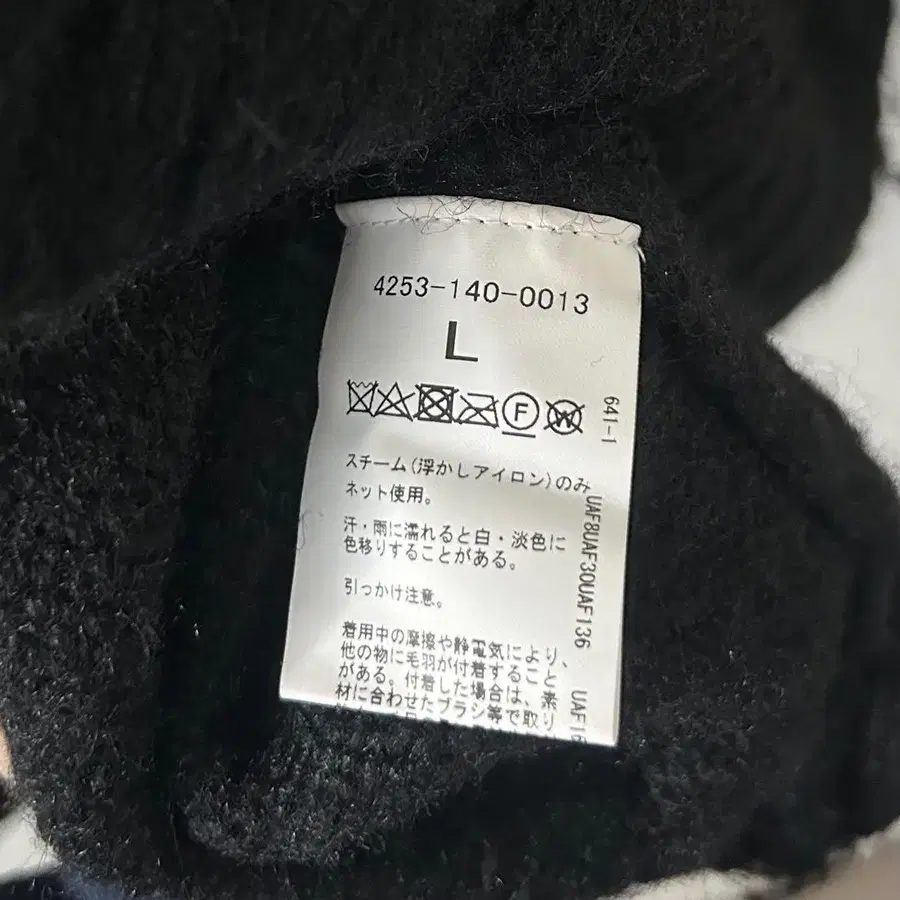 4253-140-0013
L
F W
641-1
スチーム(浮かしアイロン)のみ
ネット使用。
汗・雨に濡れると白・淡色に
色移りすることがある。
引っかけ注意。
着用中の摩擦や静電気により、
他の物に毛羽が付着すること
がある。付着した場合は、素
材に合わせたブラシ等で取り
UAF8UAF30UAF136
UAF16